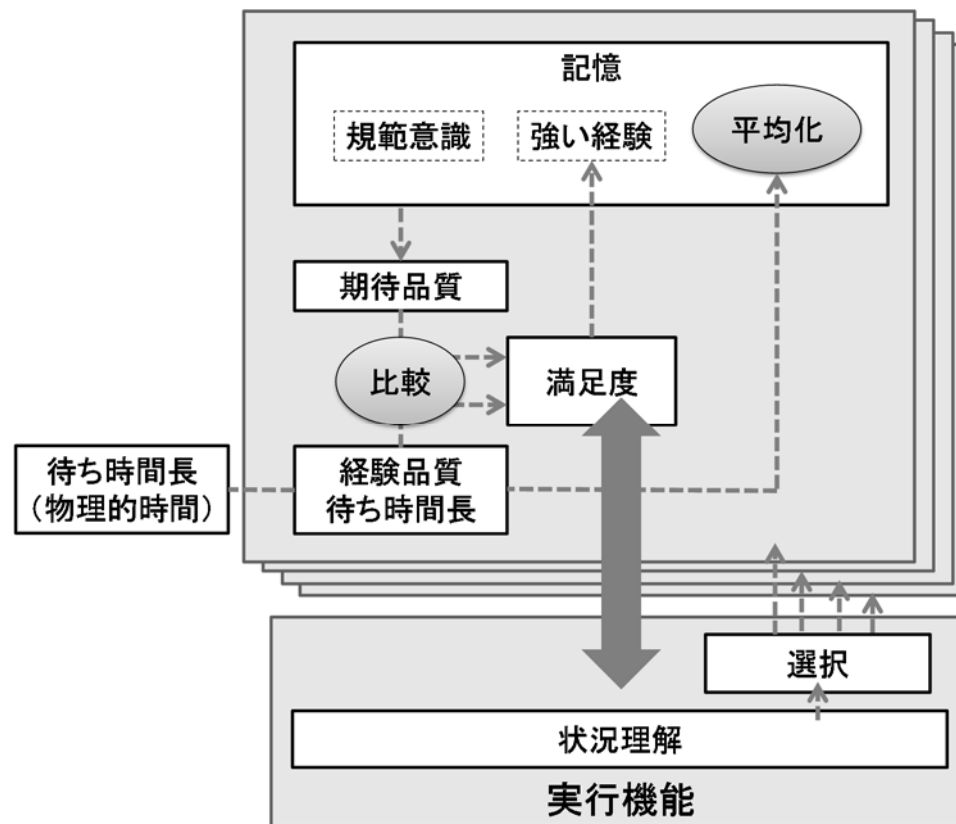 記憶
規範意識
強い経験
平均化
期待品質
比較
満足度
待ち時間長
（物理的時間）
経験品質
待ち時間長
選択
状況理解
実行機能